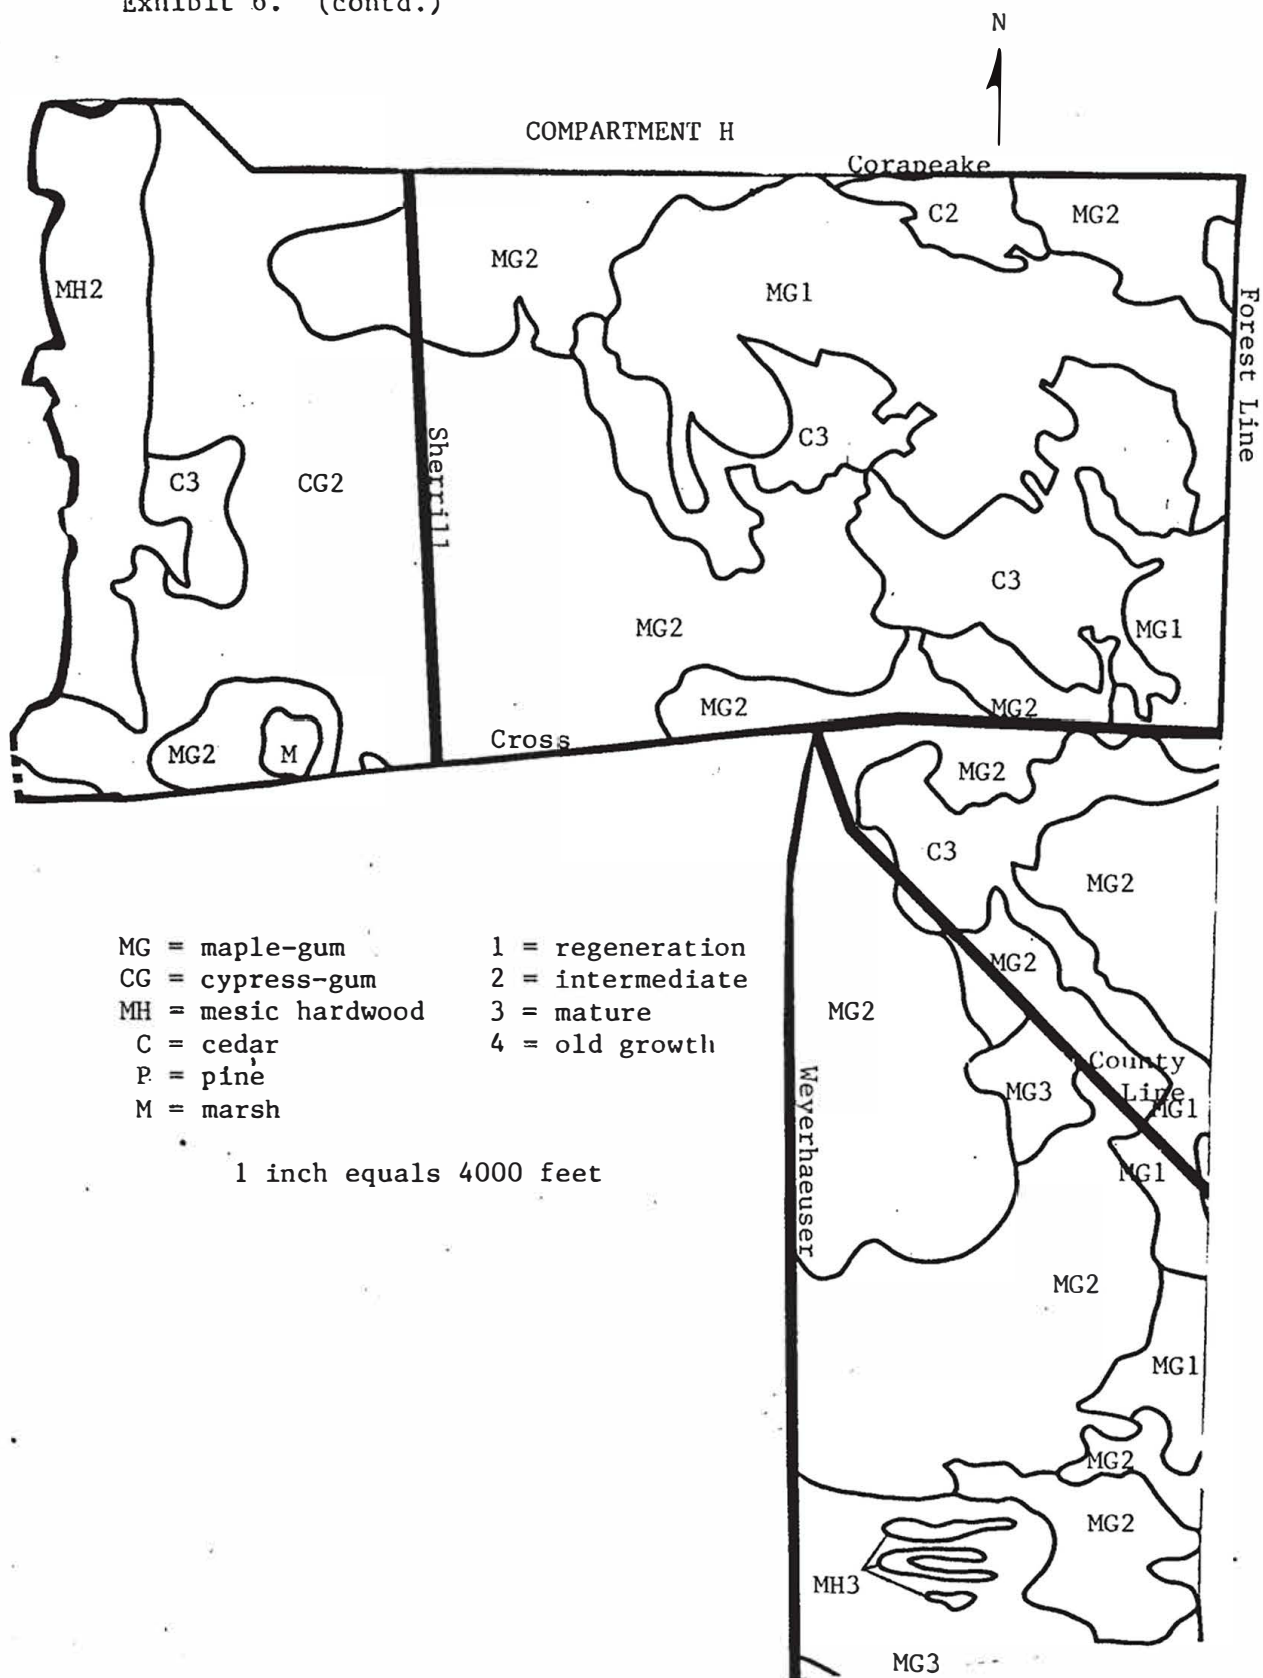 Exhibit 6. (contd.)
N
COMPARTMENT H
Corapeake
C2
MG2
MG2
MH2
MG1
Forest Line
C3
Sherrill
C3
CG2
C3
MG2
MG1
MG2
MG2
Cross
MG2
M
MG2
C3
MG2
MG = maple-gum
CG = cypress-gum
MH = mesic hardwood
C = cedar
P = pine
M = marsh
1 = regeneration
2 = intermediate
3 = mature
4 = old growth
1 inch equals 4000 feet
MG2
MG2
County
Line
MG3
MG1
Weyerhaeuser
MG1
MG2
MG1
MG2
MG2
MH3
MG3